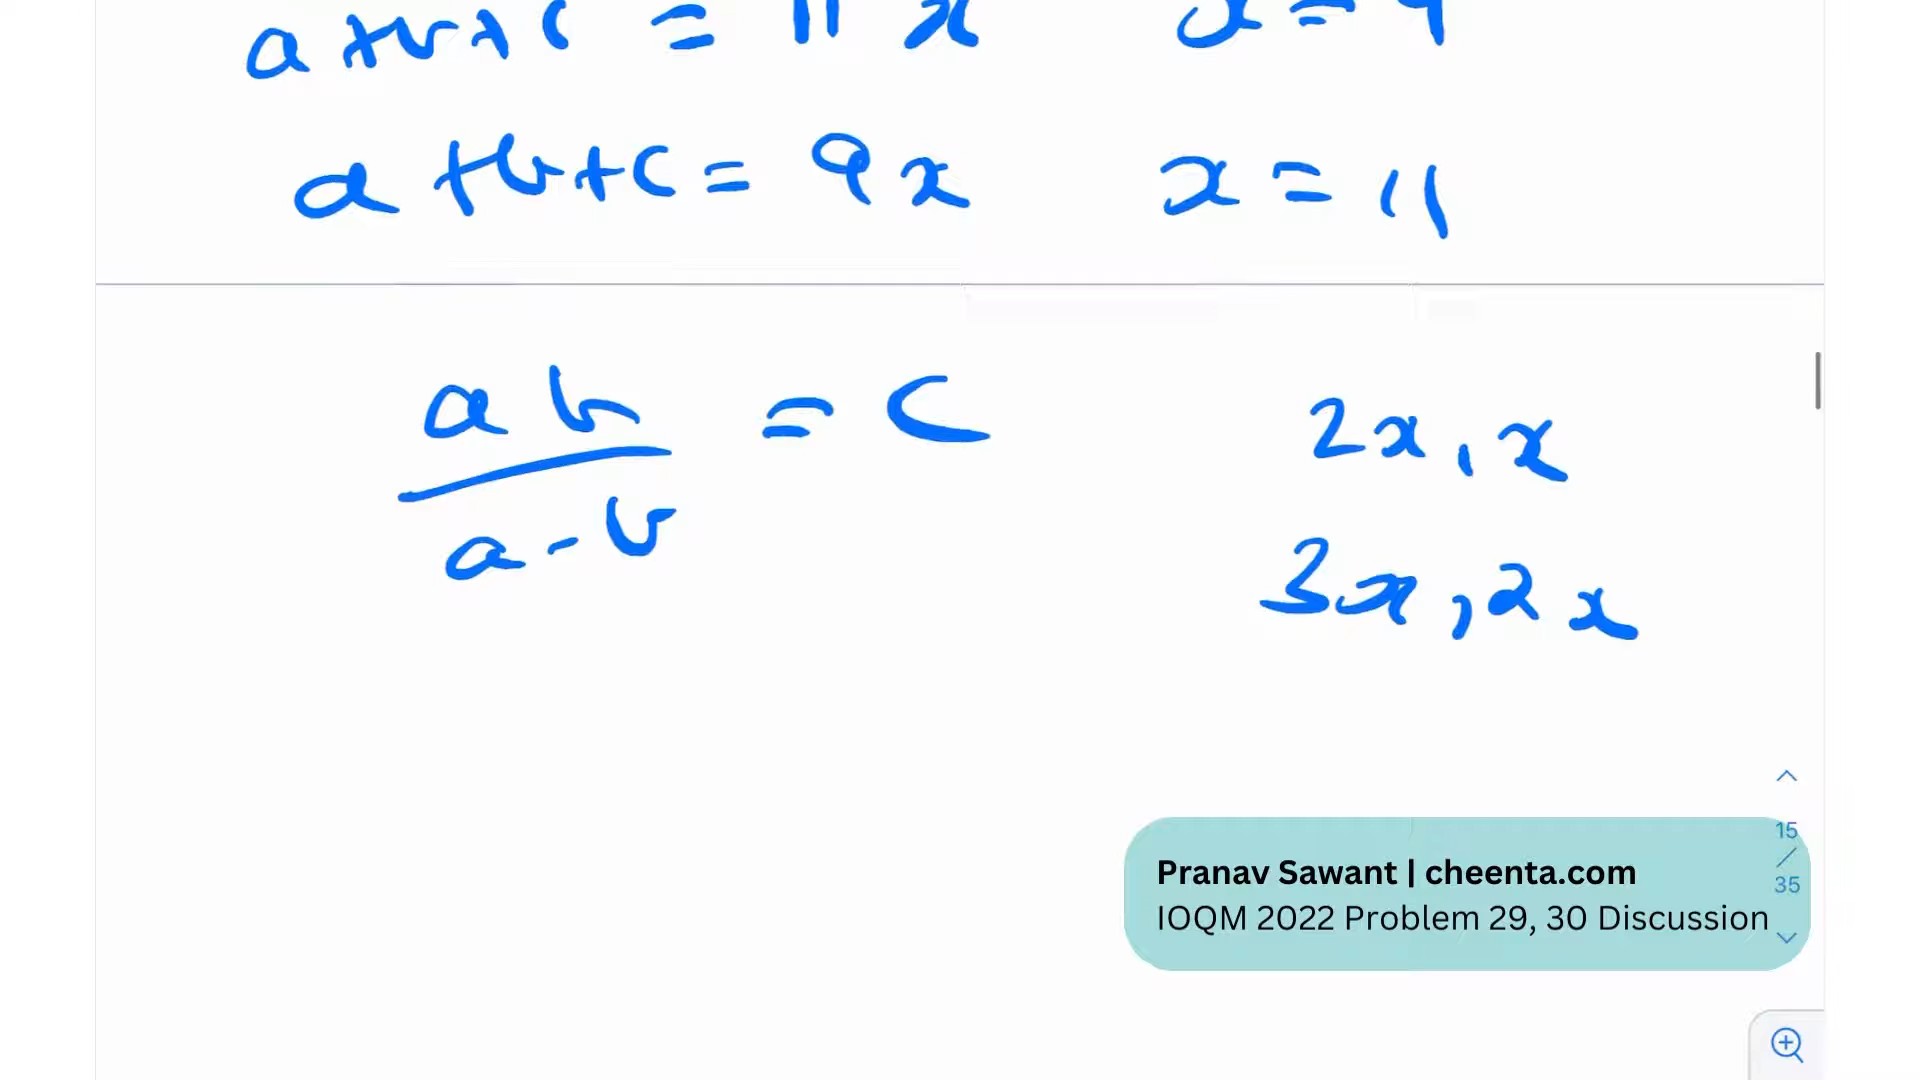 a+b+c = 11x
x = 9
a+b+c = 9x
x = 11
ab
= c
a-b
2x, x
3x, 2x
15
/
35
Pranav Sawant | cheenta.com
IOQM 2022 Problem 29, 30 Discussion